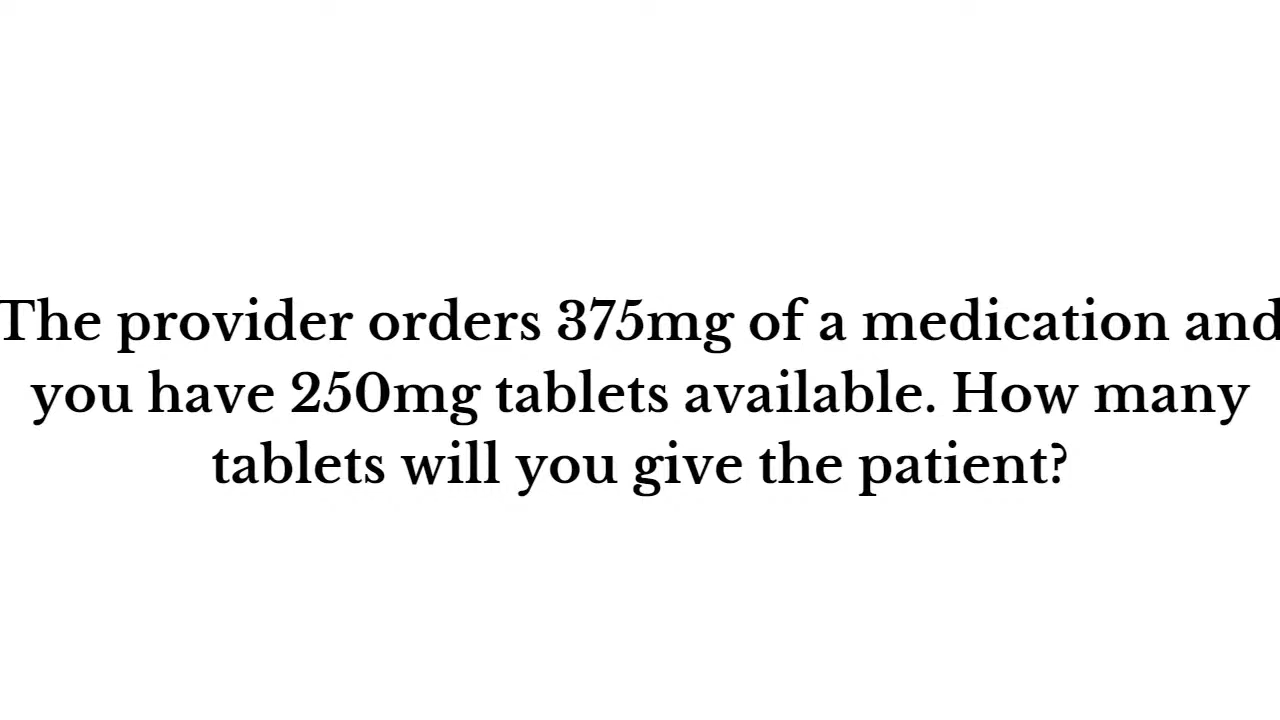 The provider orders 375mg of a medication and
you have 250mg tablets available. How many
tablets will you give the patient?